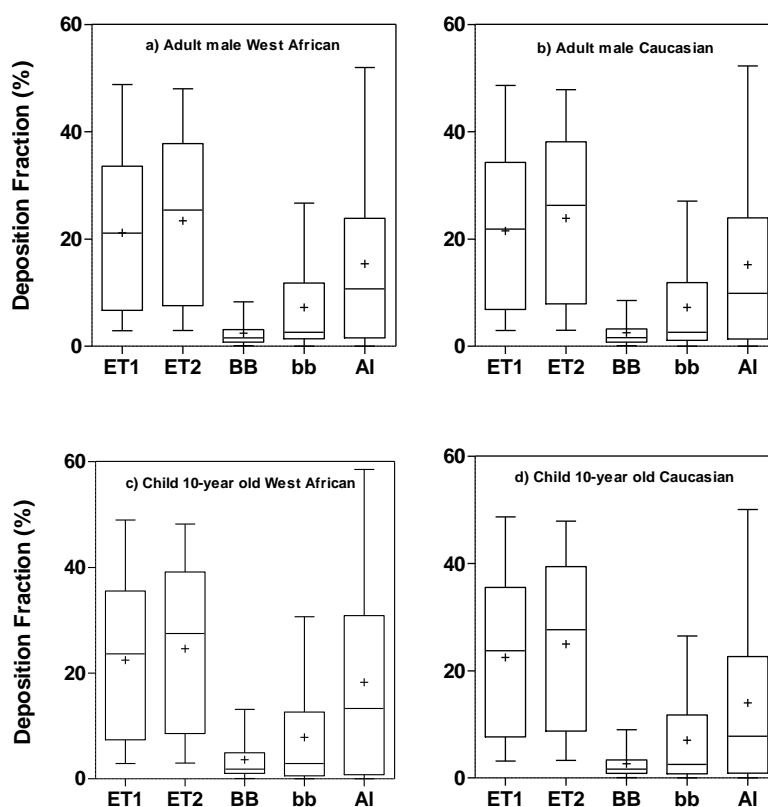 Deposition Fraction (%)
60
40
20
0
a) Adult male West African
ET1 ET2 BB bb AI
60
40
20
0
b) Adult male Caucasian
ET1 ET2 BB bb AI
Deposition Fraction (%)
60
40
20
0
c) Child 10-year old West African
ET1 ET2 BB bb AI
60
40
20
0
d) Child 10-year old Caucasian
ET1 ET2 BB bb AI